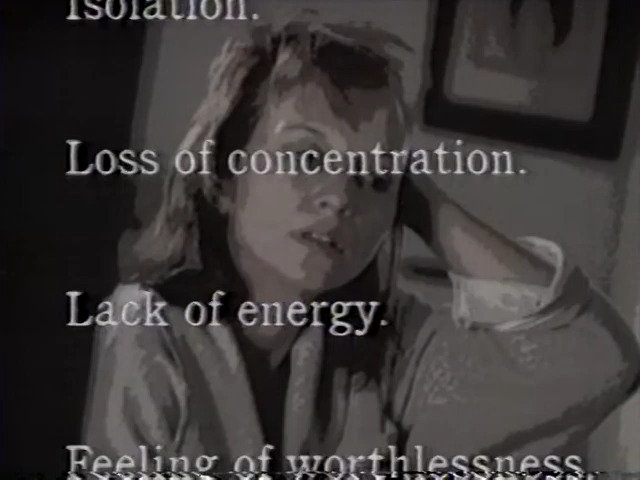 Isolation.
Loss of concentration.
Lack of energy.
Feeling of worthlessness.